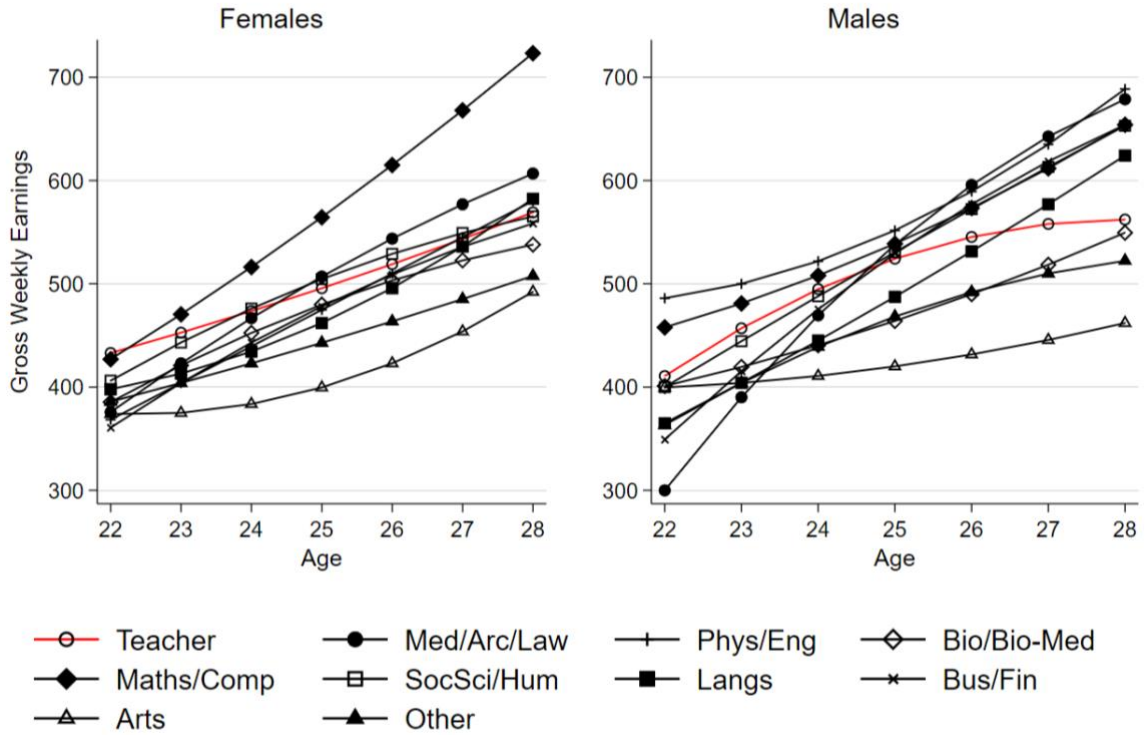 Females
Males
700
600
500
400
300
Gross Weekly Earnings
22 23 24 25 26 27 28
Age
700
600
500
400
300
22 23 24 25 26 27 28
Age
Teacher Med/Arc/Law Phys/Eng Bio/Bio-Med
Maths/Comp SocSci/Hum Langs Bus/Fin
Arts Other